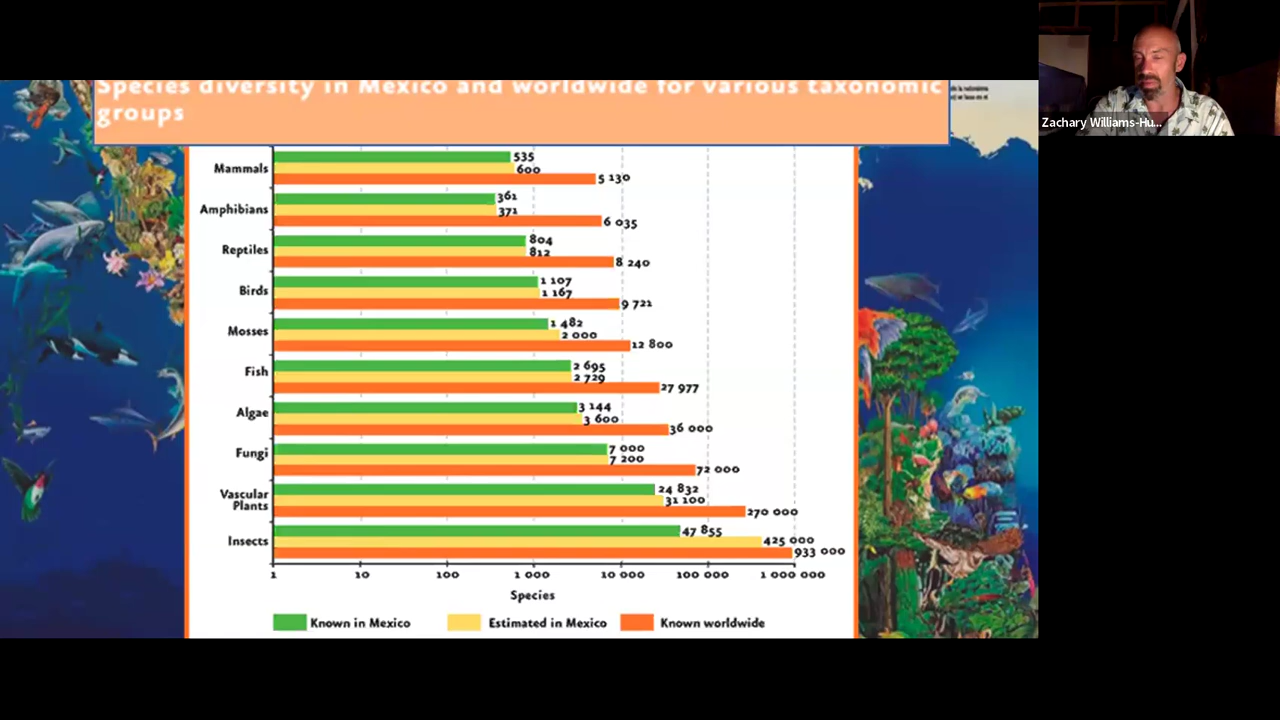 Species diversity in Mexico and worldwide for various taxonomic
groups
Zachary Williams-Hu...
Mammals
535
600
5 130
Amphibians
361
371
6 035
Reptiles
804
812
8 240
Birds
1 107
1 167
9 721
Mosses
1 482
2 000
12 800
Fish
2 695
2 729
27 977
Algae
3 144
3 600
36 000
Fungi
7 000
7 200
72 000
Vascular
Plants
24 832
31 100
270 000
Insects
47 855
425 000
933 000
1 10 100 1 000 10 000 100 000 1 000 000
Species
Known in Mexico Estimated in Mexico Known worldwide